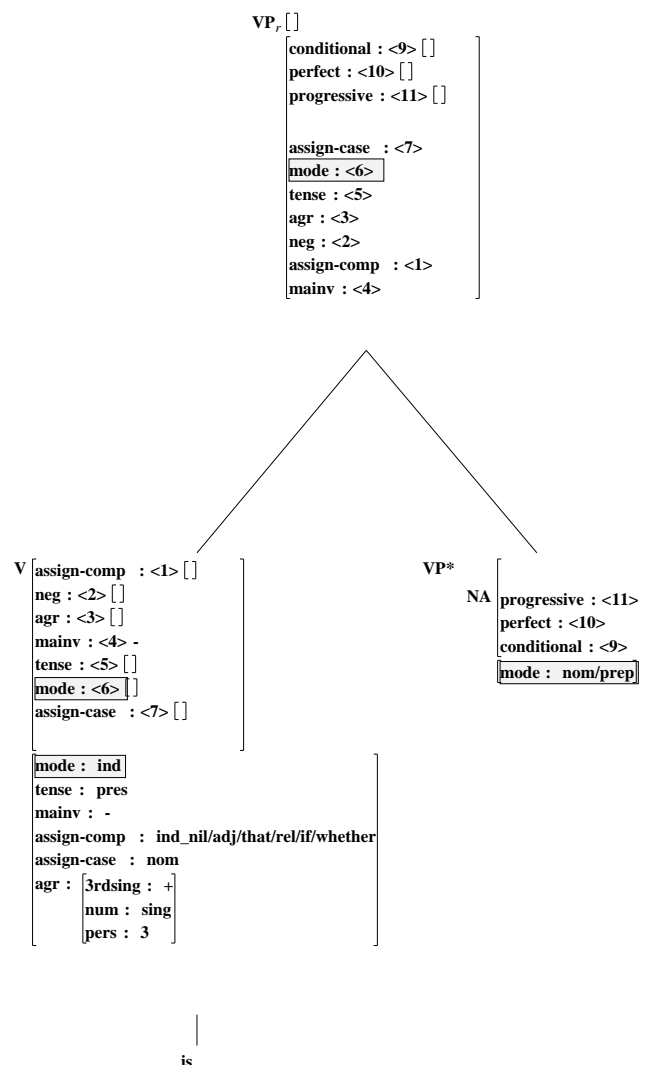 VPr []
conditional : <9> []
perfect : <10> []
progressive : <11> []
assign-case : <7>
mode : <6>
tense : <5>
agr : <3>
neg : <2>
assign-comp : <1>
mainv : <4>
V
assign-comp : <1> []
neg : <2> []
agr : <3> []
mainv : <4> -
tense : <5> []
mode : <6> []
assign-case : <7> []
mode : ind
tense : pres
mainv : -
assign-comp : ind_nil/adj/that/rel/if/whether
assign-case : nom
agr : 3rdsing : +
num : sing
pers : 3
is
VP*
NA
progressive : <11>
perfect : <10>
conditional : <9>
mode : nom/prep